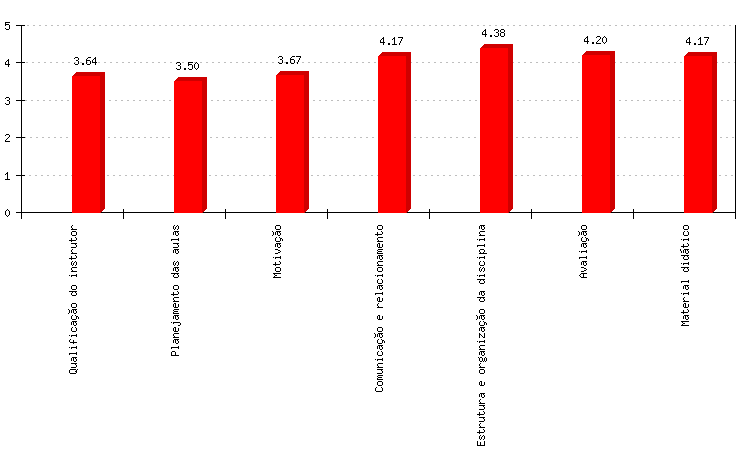 5
4
3
2
1
0
3.64
3.50
3.67
4.17
4.38
4.20
4.17
Qualificação do instrutor
Planejamento das aulas
Motivação
Comunicação e relacionamento
Estrutura e organização da disciplina
Avaliação
Material didático